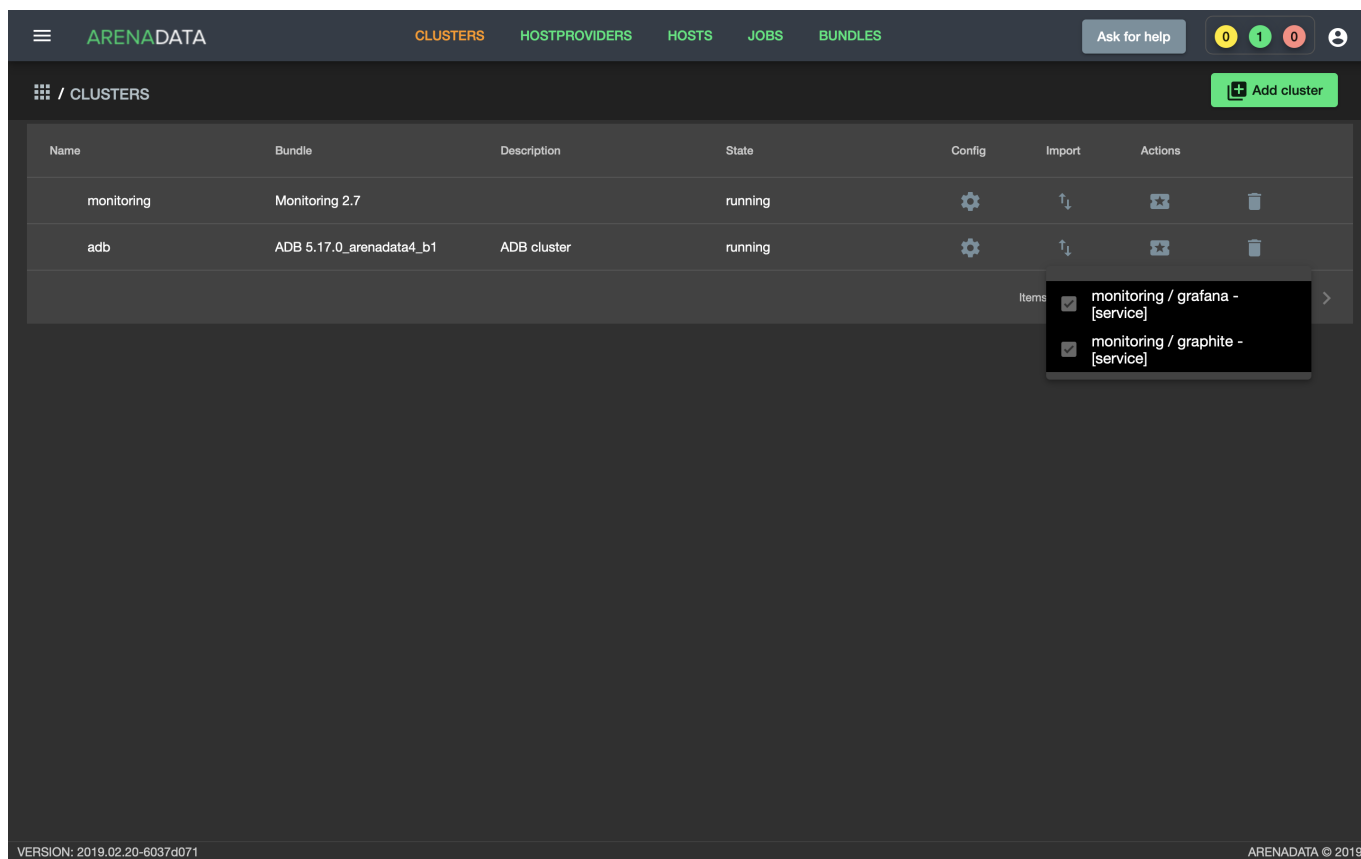 ARENADATA
CLUSTERS HOSTPROVIDERS HOSTS JOBS BUNDLES
Ask for help
0 1 0
/ CLUSTERS
Add cluster
Name Bundle Description State Config Import Actions
monitoring Monitoring 2.7 running
adb ADB 5.17.0_arenadata4_b1 ADB cluster running
Items
monitoring / grafana -
[service]
monitoring / graphite -
[service]
VERSION: 2019.02.20-6037d071
ARENADATA © 2019